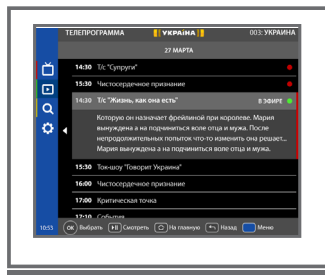 ТЕЛЕПРОГРАММА УКРАЇНА 003: УКРАИНА
27 МАРТА
14:30 Т/с "Супруги"
15:30 Чистосердечное признание
14:30 Т/с "Жизнь, как она есть" В ЭФИРЕ
Которую он назначает фрейлиной при королеве. Мария
вынуждена а на подчиниться воле отца и мужа. После
непродолжительных попыток что-то изменить она решает...
Мария вынуждена а на подчиниться воле отца и мужа.
15:30 Ток-шоу "Говорит Украина"
16:00 Чистосердечное признание
17:00 Критическая точка
17:10 События
10:53 OK Выбрать Смотреть На главную Назад Меню